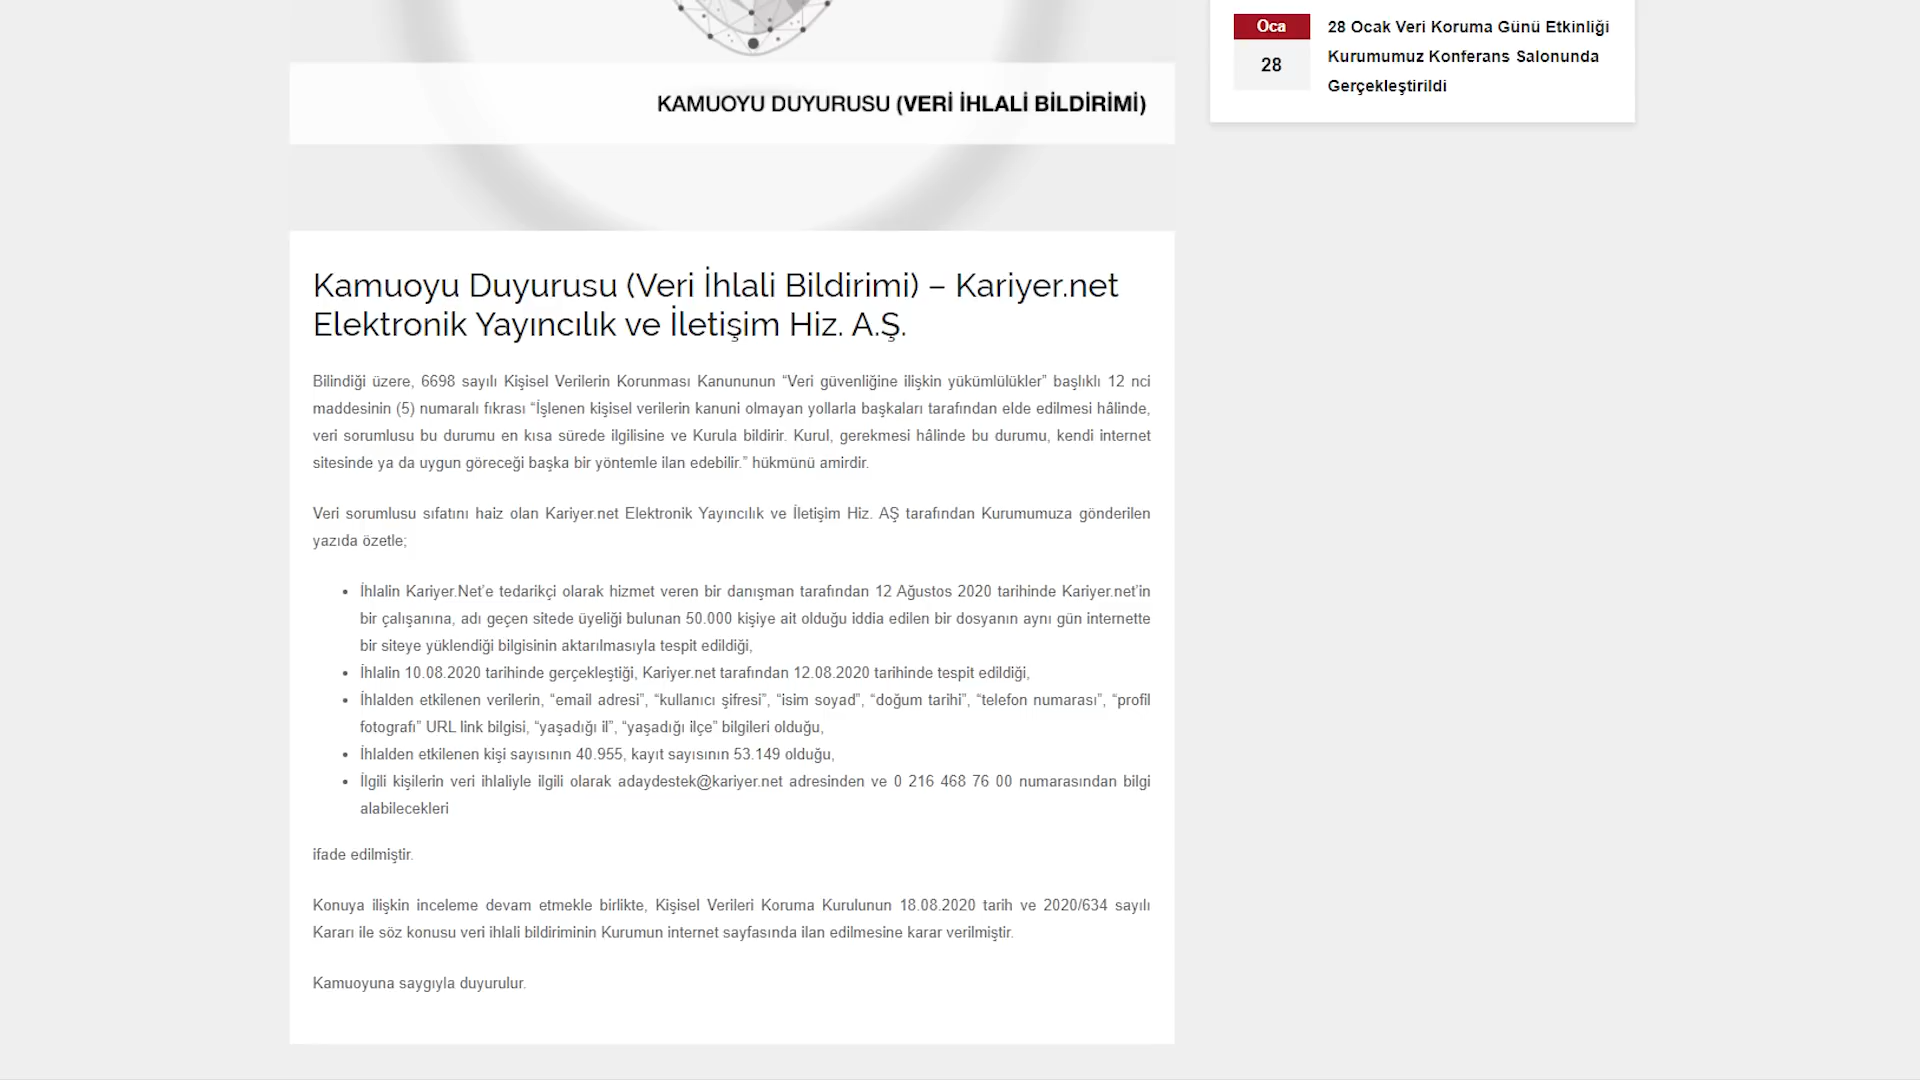 KAMUOYU DUYURUSU (VERİ İHLALİ BİLDİRİMİ)
Kamuoyu Duyurusu (Veri İhlali Bildirimi) – Kariyer.net
Elektronik Yayıncılık ve İletişim Hiz. A.Ş.
Bilindiği üzere, 6698 sayılı Kişisel Verilerin Korunması Kanununun “Veri güvenliğine ilişkin yükümlülükler” başlıklı 12 nci
maddesinin (5) numaralı fıkrası “İşlenen kişisel verilerin kanuni olmayan yollarla başkaları tarafından elde edilmesi hâlinde,
veri sorumlusu bu durumu en kısa sürede ilgilisine ve Kurula bildirir. Kurul, gerekmesi hâlinde bu durumu, kendi internet
sitesinde ya da uygun göreceği başka bir yöntemle ilan edebilir.” hükmünü amirdir.
Veri sorumlusu sıfatını haiz olan Kariyer.net Elektronik Yayıncılık ve İletişim Hiz. AŞ tarafından Kurumumuza gönderilen
yazıda özetle;
• İhlalin Kariyer.Net’e tedarikçi olarak hizmet veren bir danışman tarafından 12 Ağustos 2020 tarihinde Kariyer.net’in
bir çalışanına, adı geçen sitede üyeliği bulunan 50.000 kişiye ait olduğu iddia edilen bir dosyanın aynı gün internette
bir siteye yüklendiği bilgisinin aktarılmasıyla tespit edildiği,
• İhlalin 10.08.2020 tarihinde gerçekleştiği, Kariyer.net tarafından 12.08.2020 tarihinde tespit edildiği,
• İhlalden etkilenen verilerin, “email adresi”, “kullanıcı şifresi”, “isim soyad”, “doğum tarihi”, “telefon numarası”, “profil
fotografı” URL link bilgisi, “yaşadığı il”, “yaşadığı ilçe” bilgileri olduğu,
• İhlalden etkilenen kişi sayısının 40.955, kayıt sayısının 53.149 olduğu,
• İlgili kişilerin veri ihlaliyle ilgili olarak adaydestek@kariyer.net adresinden ve 0 216 468 76 00 numarasından bilgi
alabilecekleri
ifade edilmiştir.
Konuya ilişkin inceleme devam etmekle birlikte, Kişisel Verileri Koruma Kurulunun 18.08.2020 tarih ve 2020/634 sayılı
Kararı ile söz konusu veri ihlali bildiriminin Kurumun internet sayfasında ilan edilmesine karar verilmiştir.
Kamuoyuna saygıyla duyurulur.
Oca
28
28 Ocak Veri Koruma Günü Etkinliği
Kurumumuz Konferans Salonunda
Gerçekleştirildi